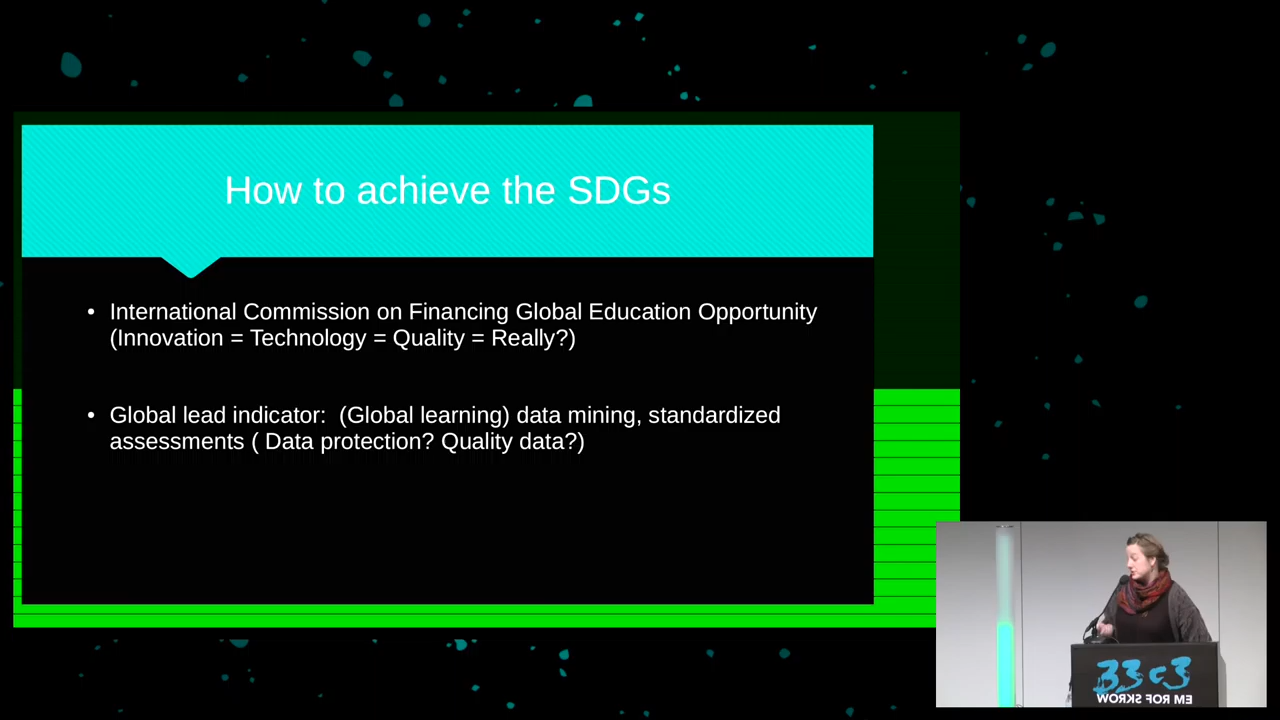 How to achieve the SDGs
• International Commission on Financing Global Education Opportunity
(Innovation = Technology = Quality = Really?)
• Global lead indicator:  (Global learning) data mining, standardized
assessments ( Data protection? Quality data?)
33c3
WORKS FOR ME